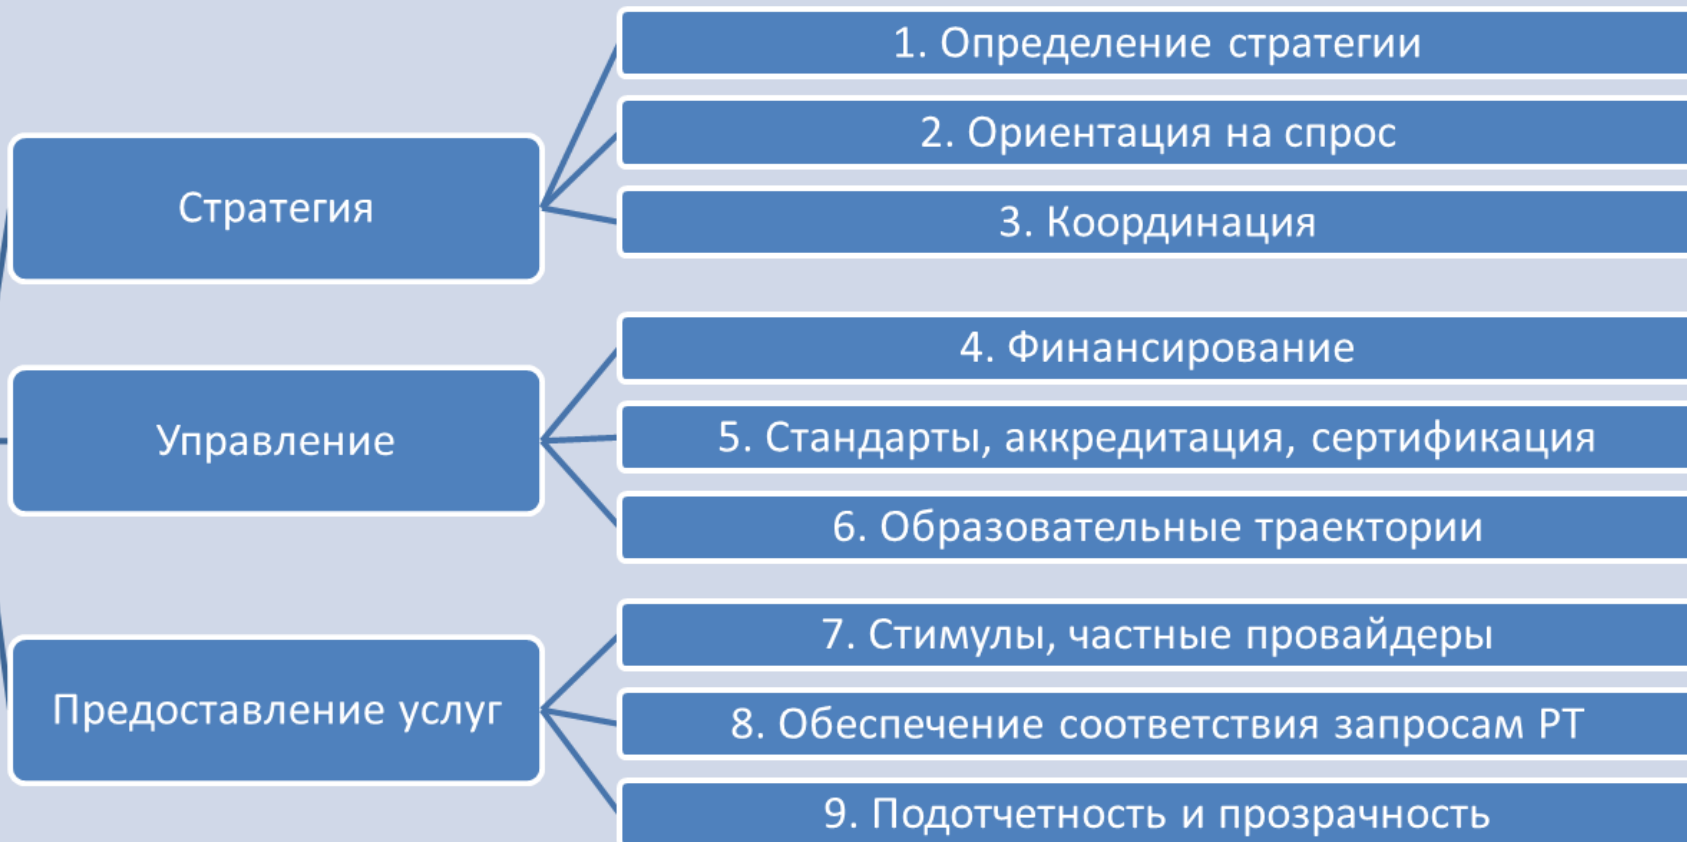 Стратегия
1. Определение стратегии
2. Ориентация на спрос
3. Координация
Управление
4. Финансирование
5. Стандарты, аккредитация, сертификация
6. Образовательные траектории
Предоставление услуг
7. Стимулы, частные провайдеры
8. Обеспечение соответствия запросам РТ
9. Подотчетность и прозрачность